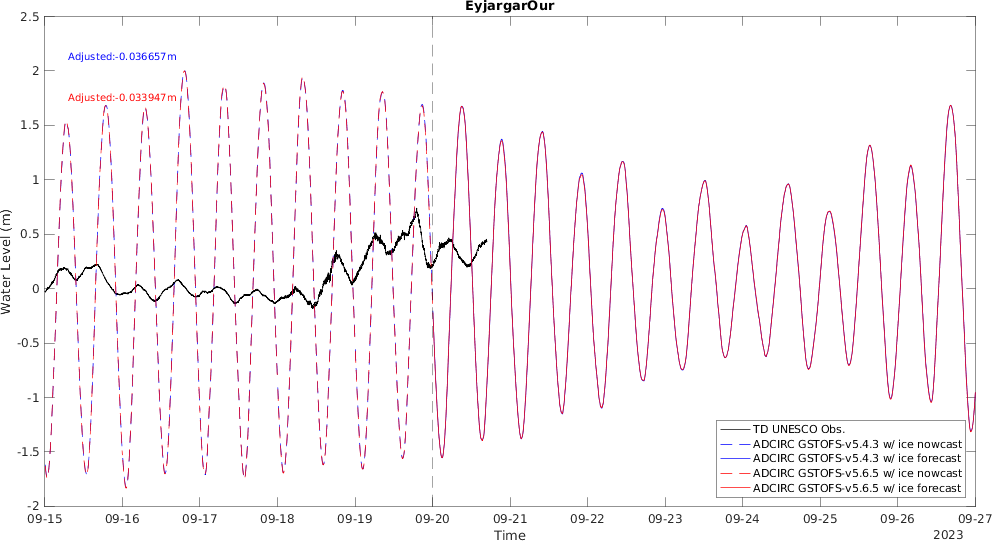 EyjargarOur
2.5
2
1.5
1
0.5
0
-0.5
-1
-1.5
-2
Water Level (m)
Adjusted:-0.036657m
Adjusted:-0.033947m
TD UNESCO Obs.
ADCIRC GSTOFS-v5.4.3 w/ ice nowcast
ADCIRC GSTOFS-v5.4.3 w/ ice forecast
ADCIRC GSTOFS-v5.6.5 w/ ice nowcast
ADCIRC GSTOFS-v5.6.5 w/ ice forecast
09-15 09-16 09-17 09-18 09-19 09-20 09-21 09-22 09-23 09-24 09-25 09-26 09-27
Time
2023